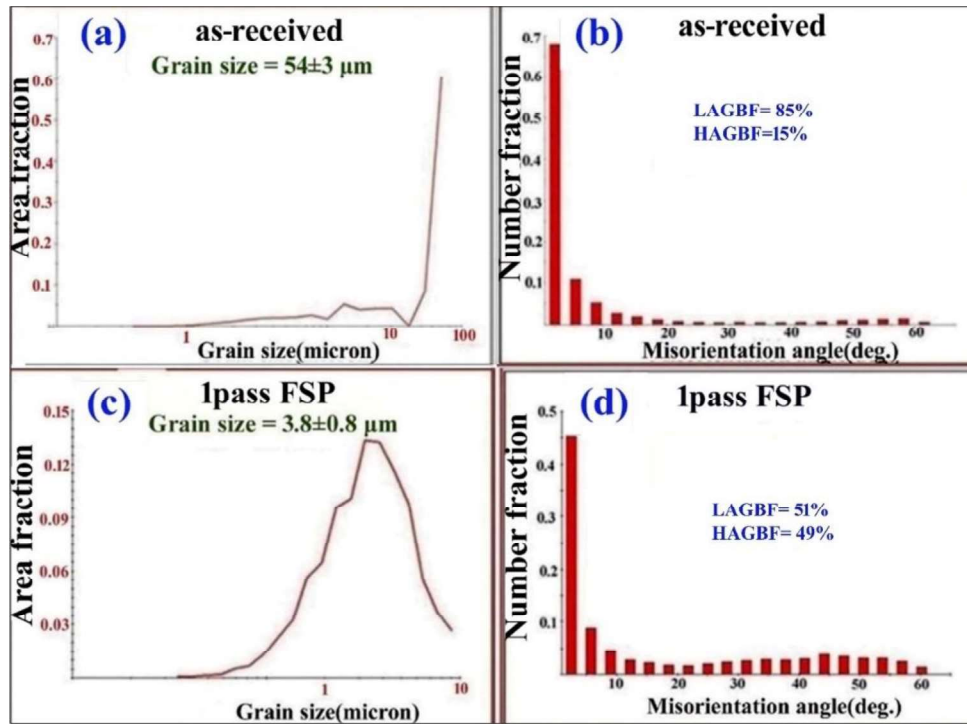 (a)
as-received
Grain size = 54±3 μm
0.7
0.6
0.5
0.4
0.3
0.2
0.1
Area fraction
1
10
100
Grain size(micron)
(b)
as-received
LAGBF= 85%
HAGBF=15%
0.7
0.6
0.5
0.4
0.3
0.2
0.1
Number fraction
10
20
30
40
50
60
Misorientation angle(deg.)
(c)
1pass FSP
Grain size = 3.8±0.8 μm
0.15
0.12
0.09
0.06
0.03
Area fraction
1
10
Grain size(micron)
(d)
1pass FSP
LAGBF= 51%
HAGBF= 49%
0.5
0.4
0.3
0.2
0.1
Number fraction
10
20
30
40
50
60
Misorientation angle(deg.)